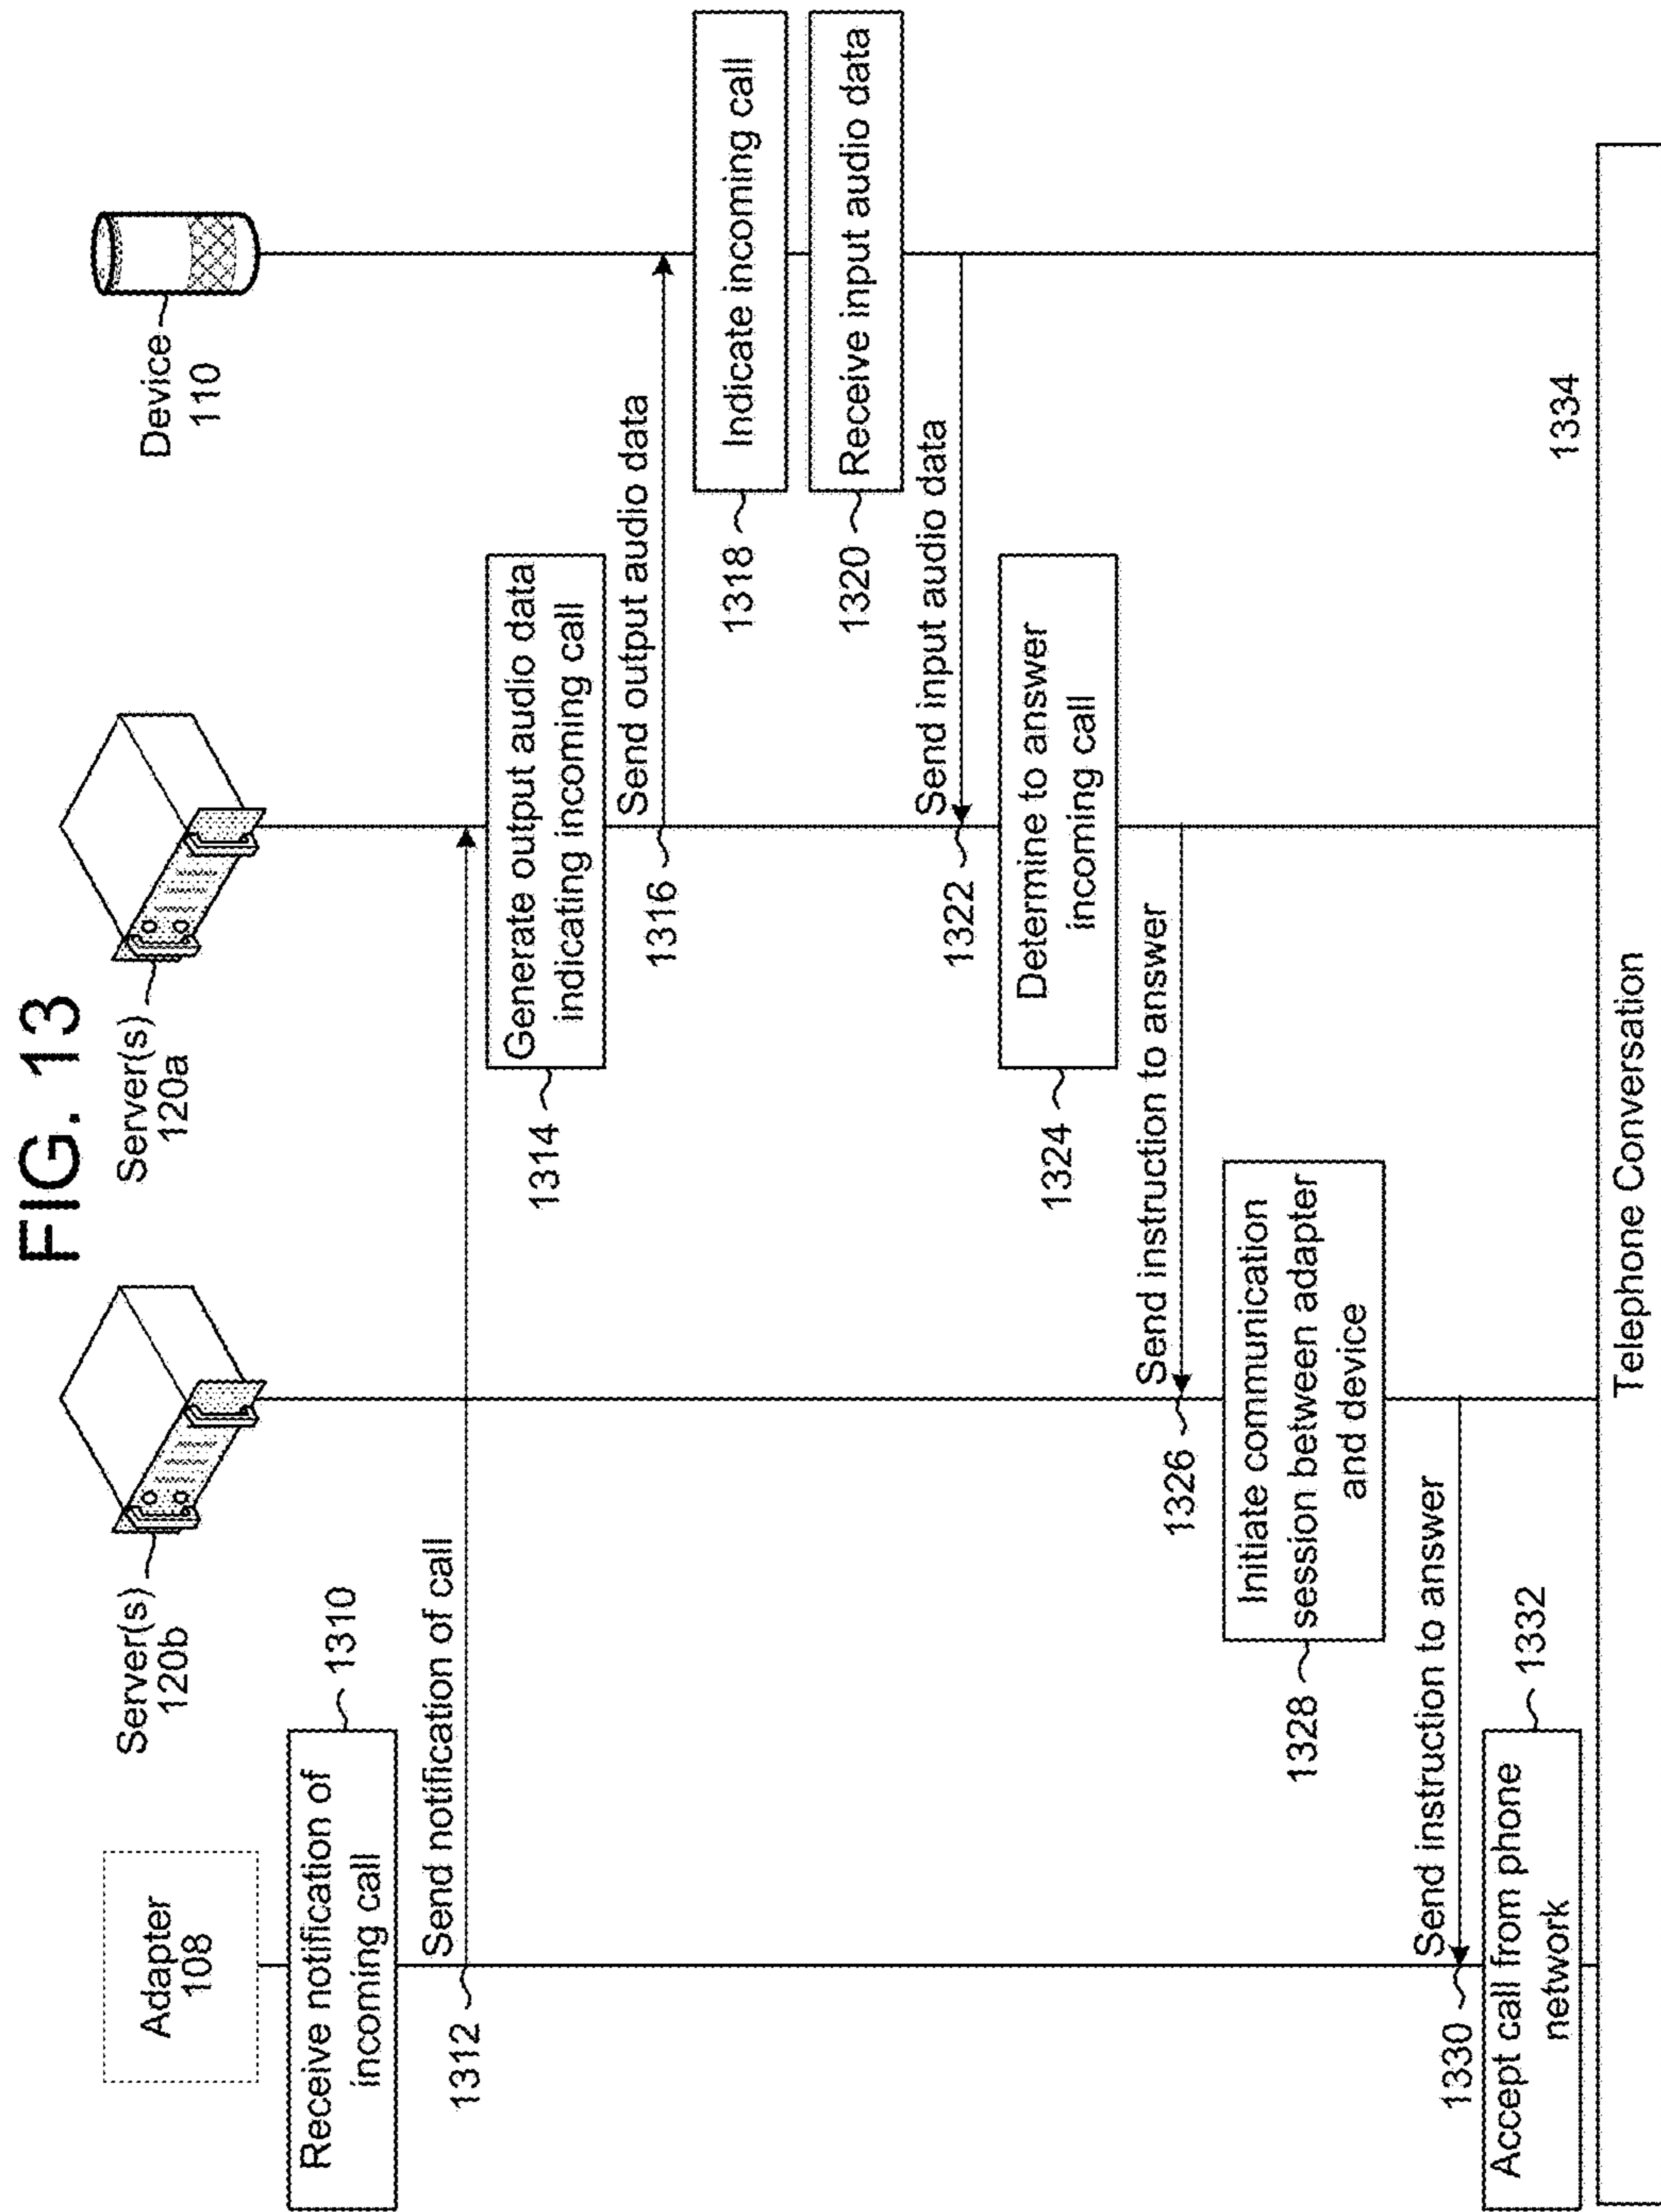 FIG. 13
Adapter
108
Server(s)
120b
Server(s)
120a
Device
110
Receive notification of
incoming call
1310
Send notification of call
1312
Generate output audio data
indicating incoming call
1314
Send output audio data
1316
Indicate incoming call
1318
Receive input audio data
1320
Send input audio data
1322
Determine to answer
incoming call
1324
Send instruction to answer
1326
Initiate communication
session between adapter
and device
1328
Send instruction to answer
1330
Accept call from phone
network
1332
Telephone Conversation
1334